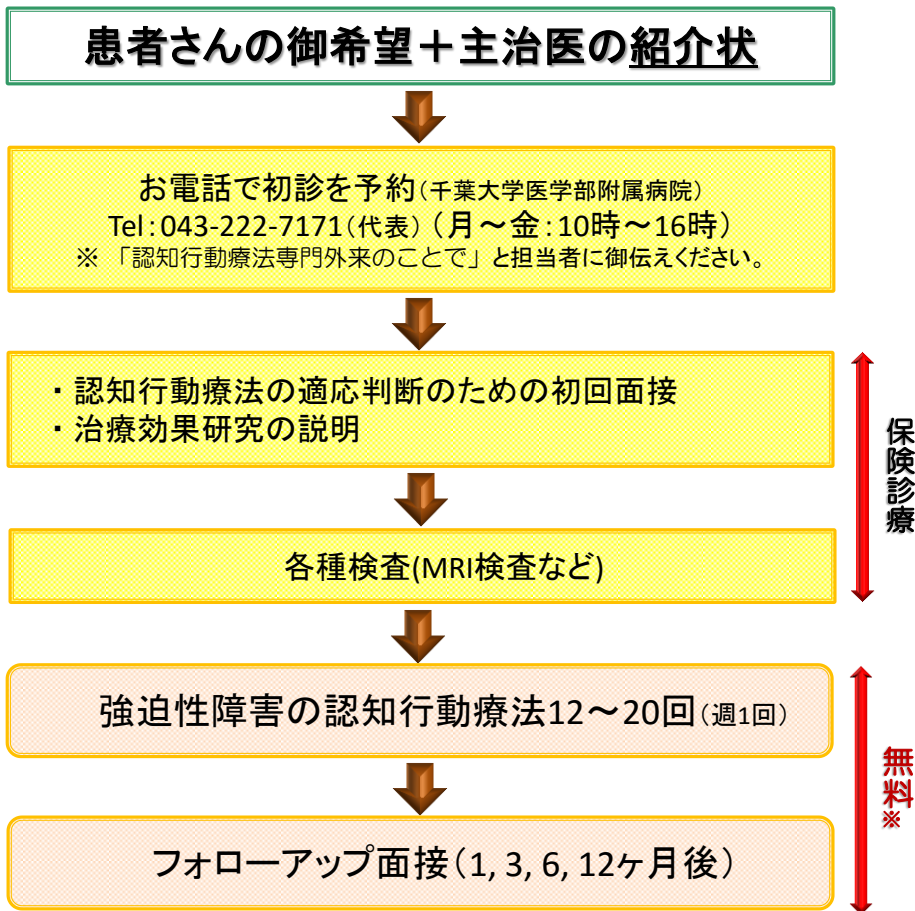 患者さんの御希望＋主治医の紹介状
お電話で初診を予約（千葉大学医学部附属病院）
Tel：043-222-7171（代表）（月～金：10時～16時）
※ 「認知行動療法専門外来のことで」と担当者に御伝えください。
・認知行動療法の適応判断のための初回面接
・治療効果研究の説明
保険診療
各種検査(MRI検査など)
強迫性障害の認知行動療法12～20回（週1回）
無料※
フォローアップ面接（1, 3, 6, 12ヶ月後）